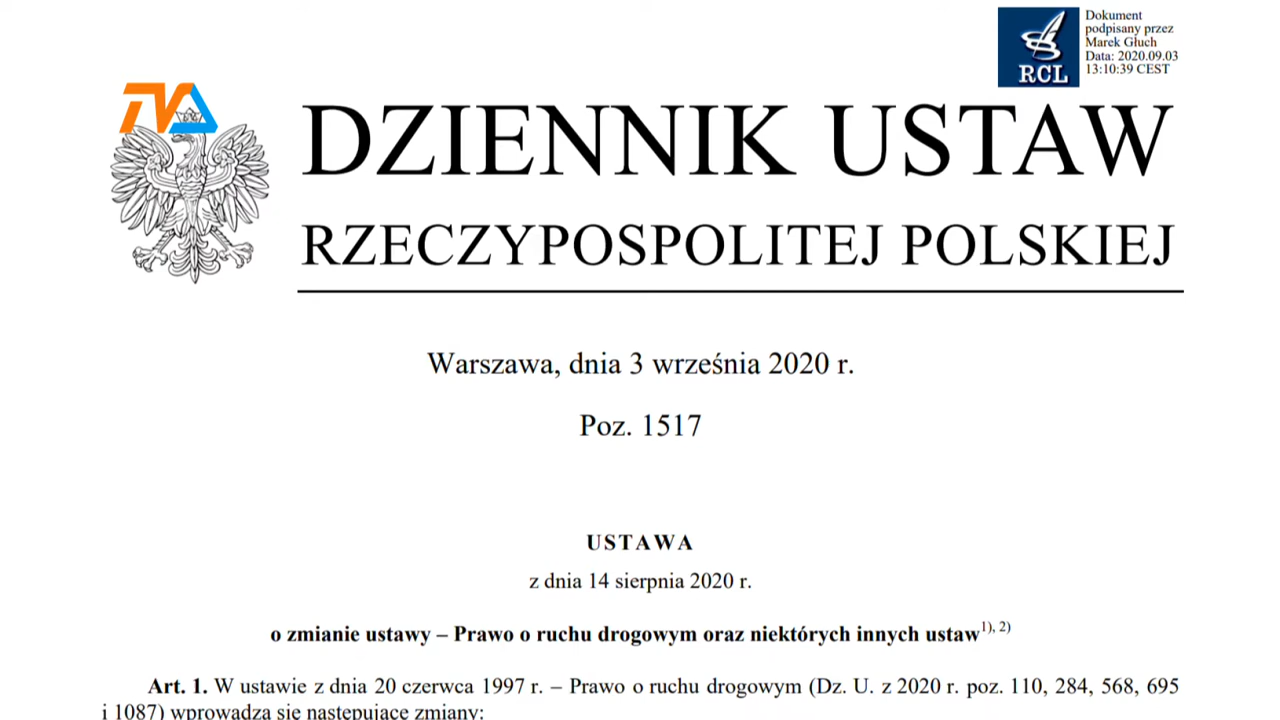 Dokument
podpisany przez
Marek Głuch
Data: 2020.09.03
13:10:39 CEST
RCL
TVA
DZIENNIK USTAW
RZECZYPOSPOLITEJ POLSKIEJ
Warszawa, dnia 3 września 2020 r.
Poz. 1517
USTAWA
z dnia 14 sierpnia 2020 r.
o zmianie ustawy – Prawo o ruchu drogowym oraz niektórych innych ustaw1), 2)
Art. 1. W ustawie z dnia 20 czerwca 1997 r. – Prawo o ruchu drogowym (Dz. U. z 2020 r. poz. 110, 284, 568, 695
i 1087) wprowadza się następujące zmiany: